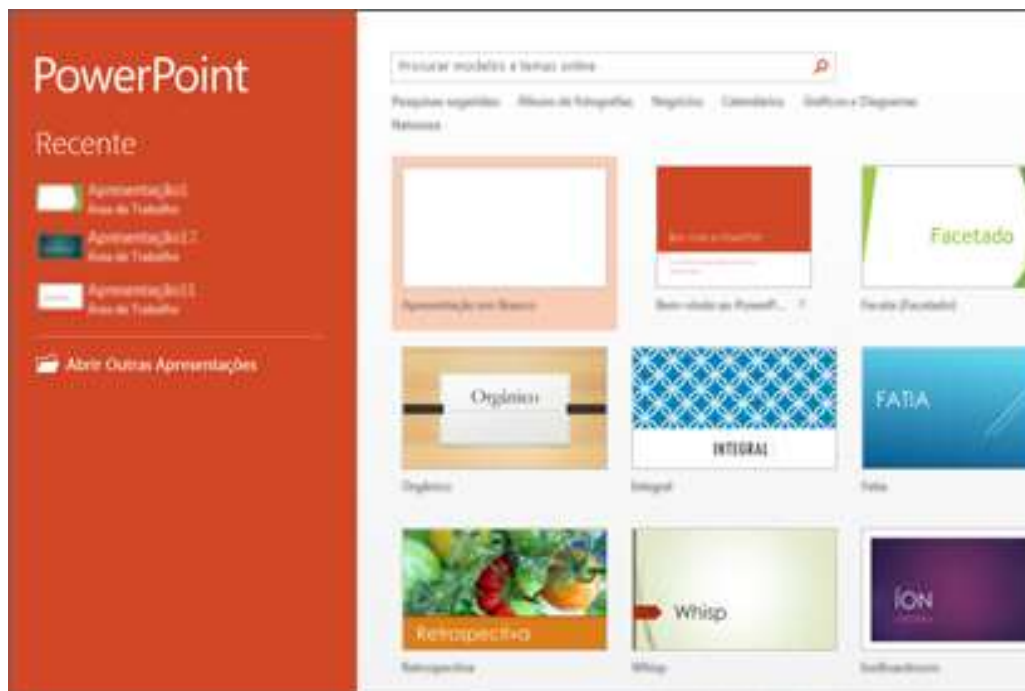 PowerPoint
Recente
Apresentação1
Área de Trabalho
Apresentação17
Área de Trabalho
Apresentação11
Área de Trabalho
Abrir Outras Apresentações
Procurar modelos e temas online
Pesquisas sugeridas Álbuns de fotografias Negócios Calendários Gráficos e Diagramas
Natureza
Apresentação em Branco
Bem-vindo ao PowerP...
Facetado
Faceta (Facetado)
Orgânico
Orgânico
INTEGRAL
Integral
FATIA
Fatia
Retrospectiva
Retrospectiva
Whisp
Whisp
ÍON